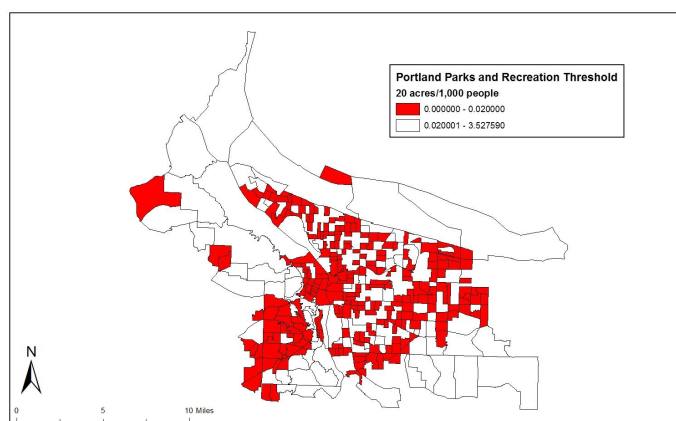 Portland Parks and Recreation Threshold
20 acres/1,000 people
0.000000 - 0.020000
0.020001 - 3.527590
N
0 5 10 Miles